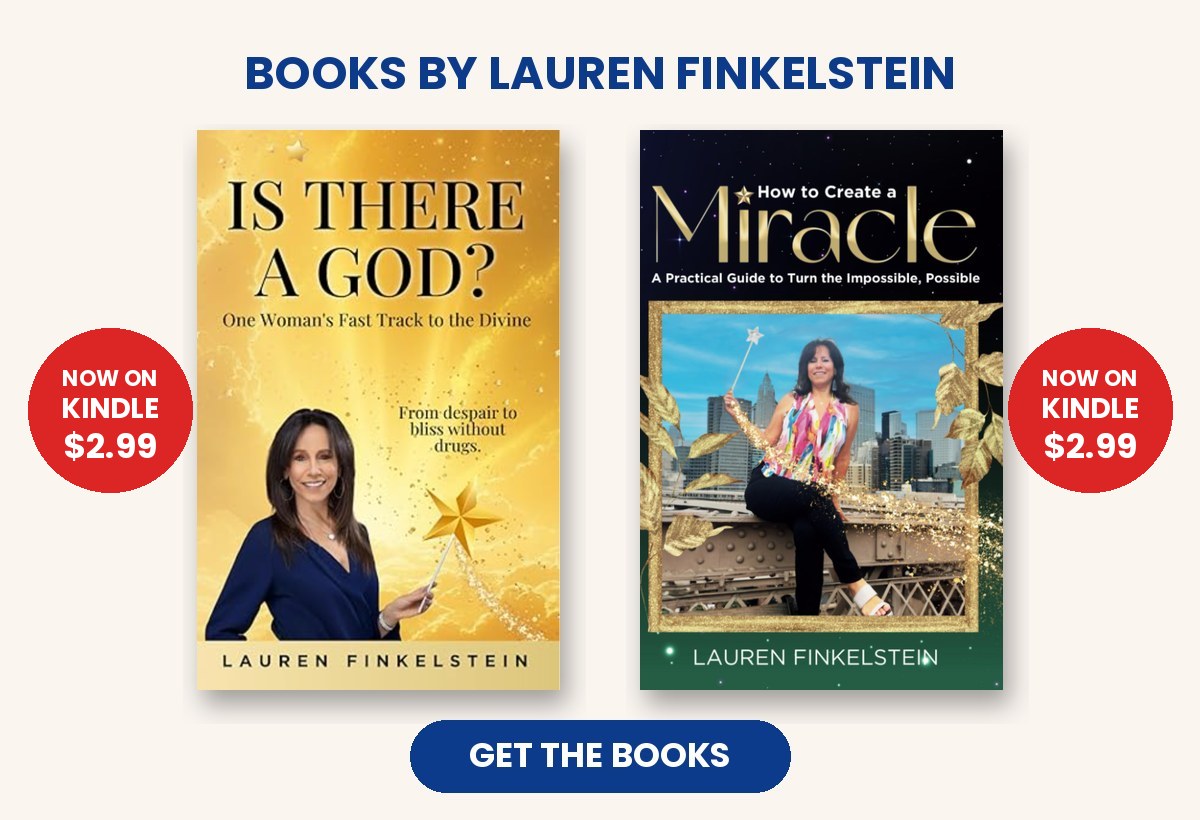 BOOKS BY LAUREN FINKELSTEIN
IS THERE
A GOD?
One Woman's Fast Track to the Divine
From despair to
bliss without
drugs.
LAUREN FINKELSTEIN
How to Create a
Miracle
A Practical Guide to Turn the Impossible, Possible
LAUREN FINKELSTEIN
NOW ON
KINDLE
$2.99
NOW ON
KINDLE
$2.99
GET THE BOOKS